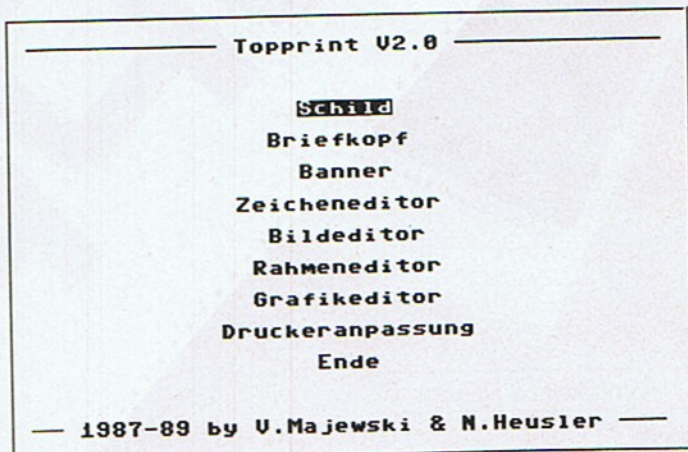 Topprint V2.0
Schild
Briefkopf
Banner
Zeicheneditor
Bildeditor
Rahmeneditor
Grafikeditor
Druckeranpassung
Ende
1987-89 by V.Majewski & N.Heusler